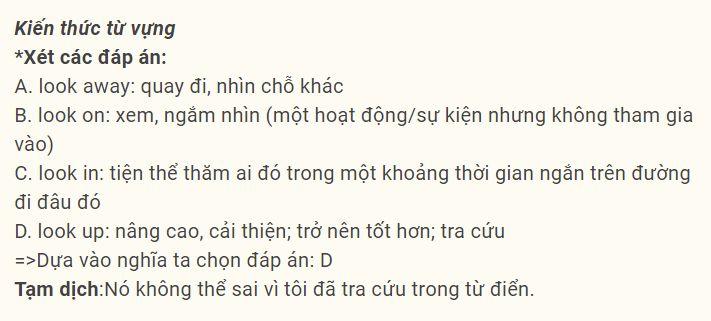 Kiến thức từ vựng
*Xét các đáp án:
A. look away: quay đi, nhìn chỗ khác
B. look on: xem, ngắm nhìn (một hoạt động/sự kiện nhưng không tham gia
vào)
C. look in: tiện thể thăm ai đó trong một khoảng thời gian ngắn trên đường
đi đâu đó
D. look up: nâng cao, cải thiện; trở nên tốt hơn; tra cứu
=>Dựa vào nghĩa ta chọn đáp án: D
Tạm dịch:Nó không thể sai vì tôi đã tra cứu trong từ điển.